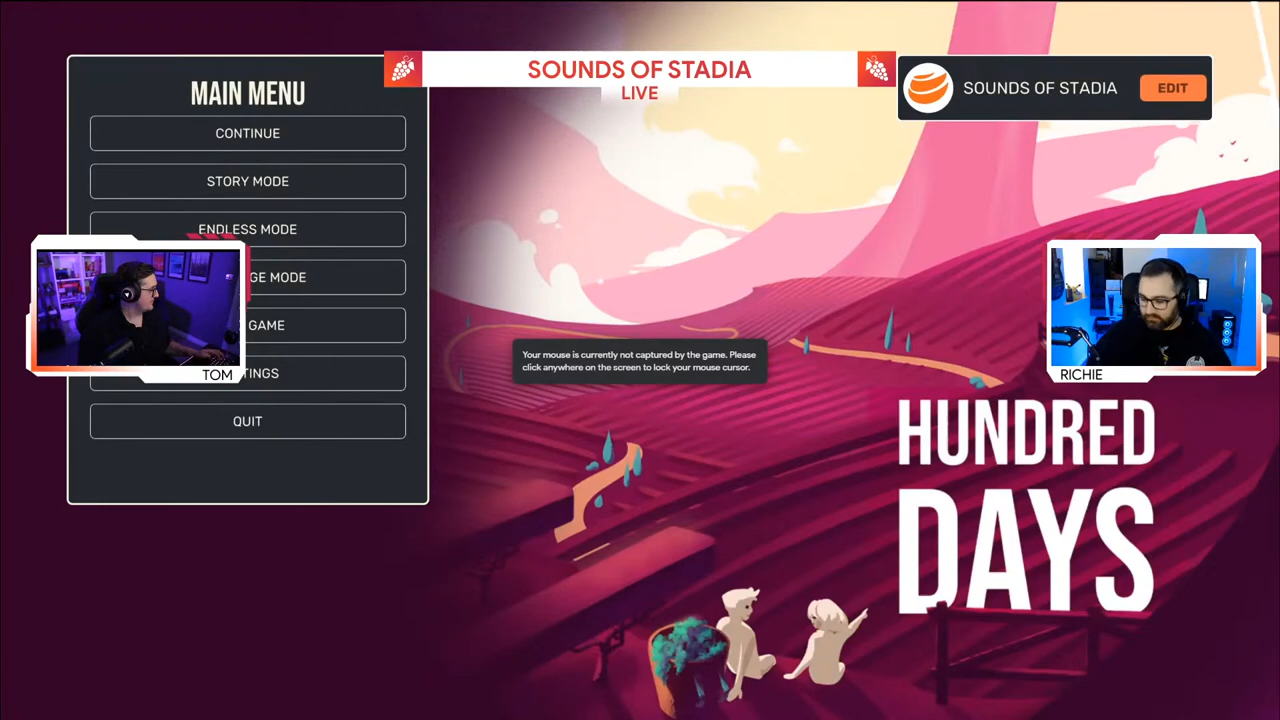 MAIN MENU
CONTINUE
STORY MODE
ENDLESS MODE
GE MODE
GAME
TINGS
QUIT
TOM
SOUNDS OF STADIA
LIVE
SOUNDS OF STADIA
EDIT
Your mouse is currently not captured by the game. Please
click anywhere on the screen to lock your mouse cursor.
RICHIE
HUNDRED
DAYS